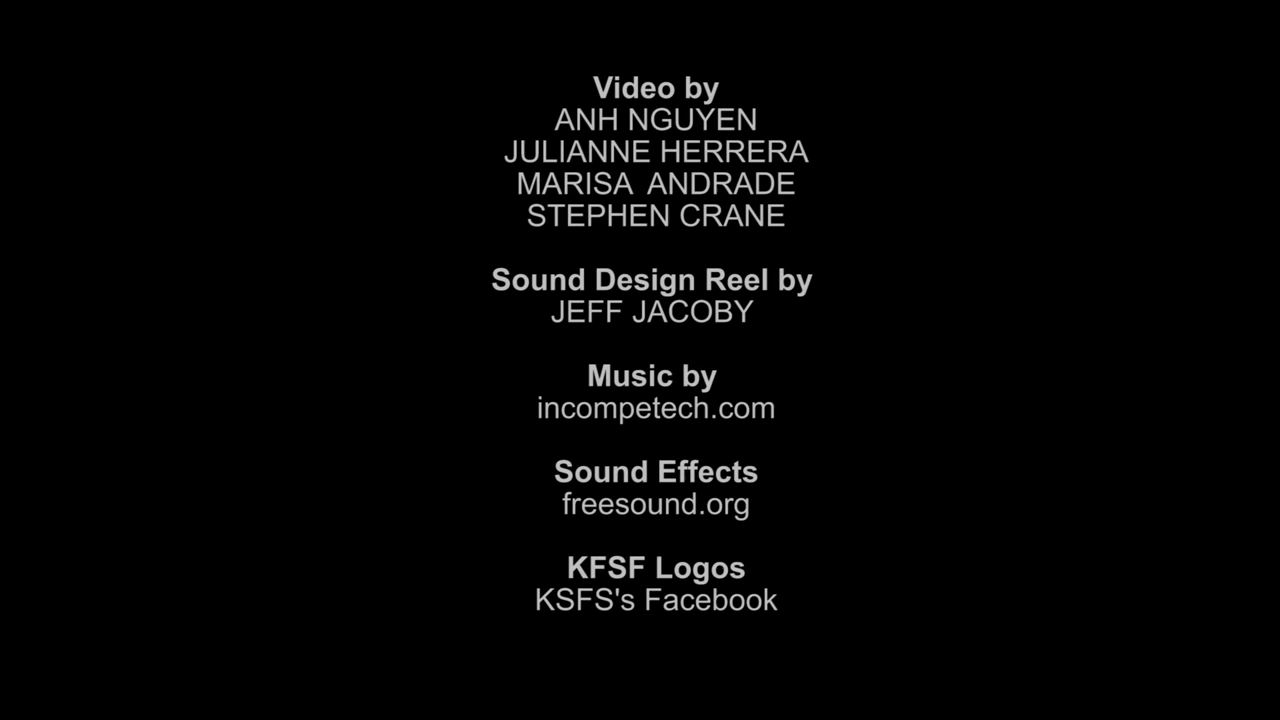 Video by
ANH NGUYEN
JULIANNE HERRERA
MARISA  ANDRADE
STEPHEN CRANE
Sound Design Reel by
JEFF JACOBY
Music by
incompetech.com
Sound Effects
freesound.org
KFSF Logos
KSFS's Facebook